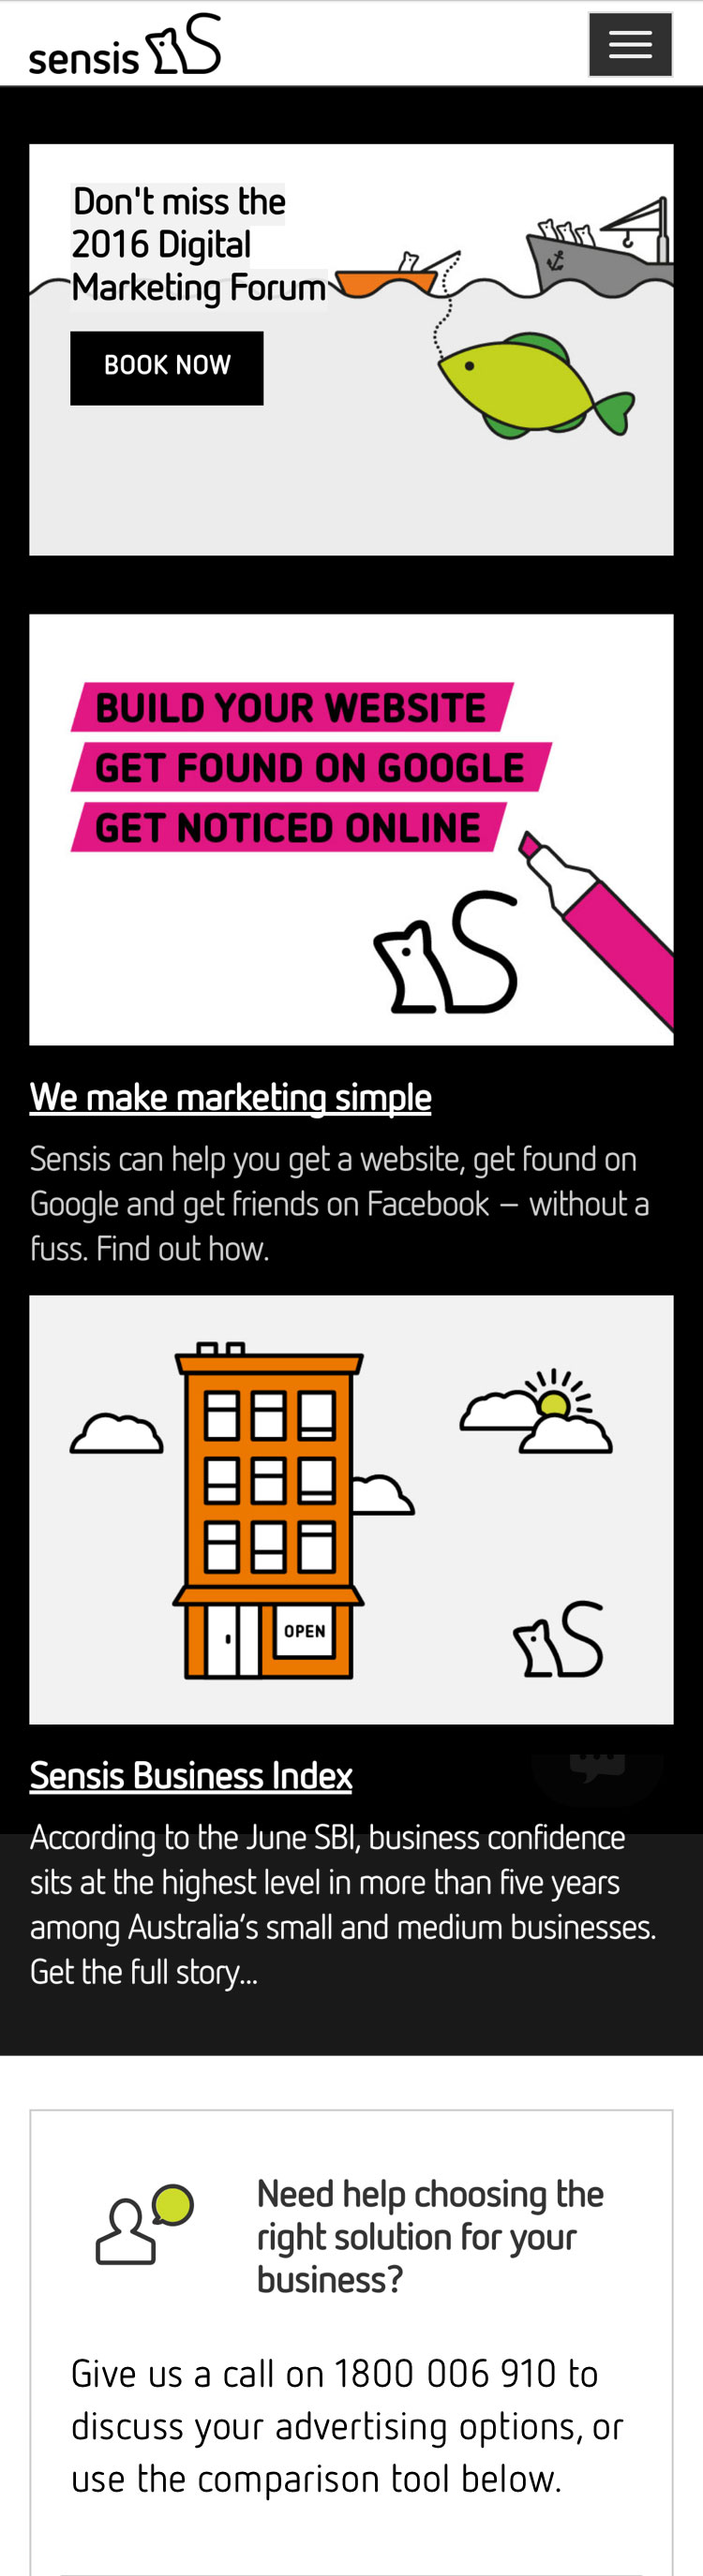 sensis
Don't miss the
2016 Digital
Marketing Forum
BOOK NOW
BUILD YOUR WEBSITE
GET FOUND ON GOOGLE
GET NOTICED ONLINE
We make marketing simple
Sensis can help you get a website, get found on
Google and get friends on Facebook – without a
fuss. Find out how.
OPEN
Sensis Business Index
According to the June SBI, business confidence
sits at the highest level in more than five years
among Australia’s small and medium businesses.
Get the full story...
Need help choosing the
right solution for your
business?
Give us a call on 1800 006 910 to
discuss your advertising options, or
use the comparison tool below.